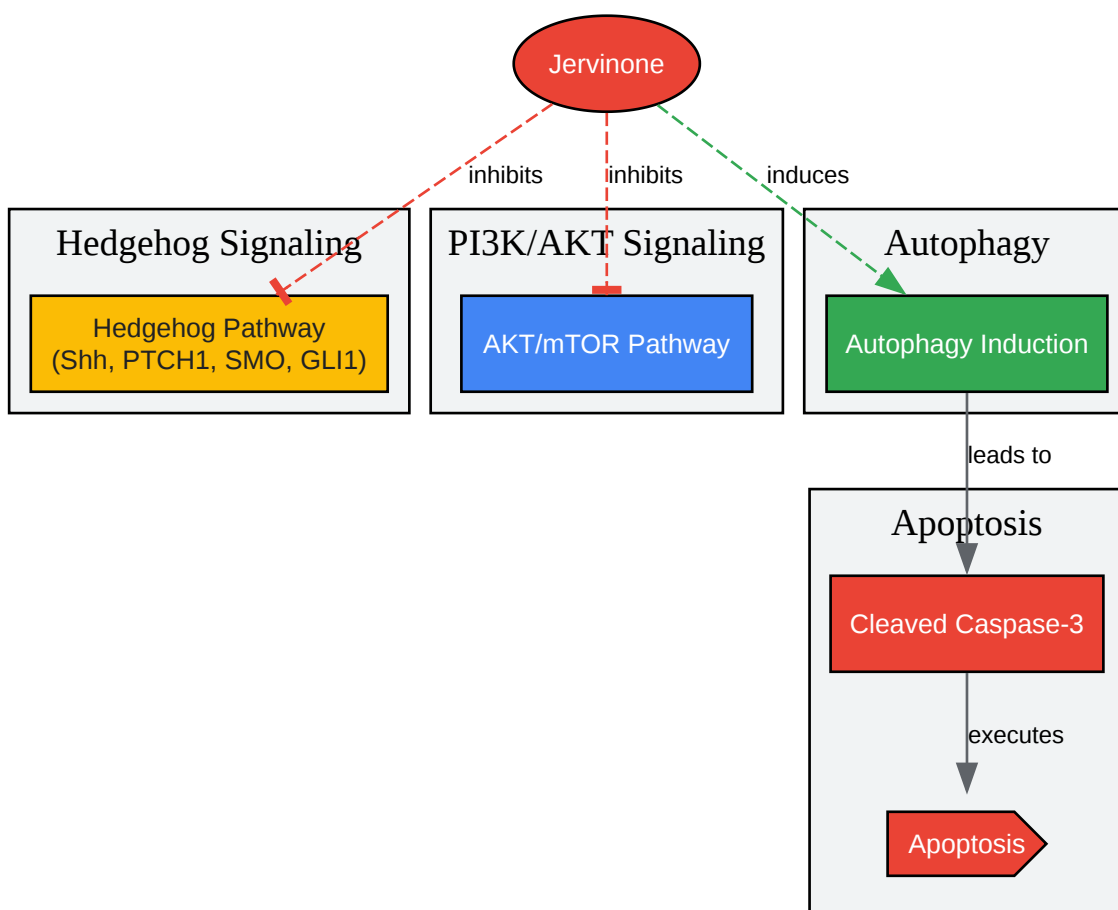 Jervinone
inhibits
inhibits
induces
Hedgehog Signaling
PI3K/AKT Signaling
Autophagy
Hedgehog Pathway
(Shh, PTCH1, SMO, GLI1)
AKT/mTOR Pathway
Autophagy Induction
leads to
Apoptosis
Cleaved Caspase-3
executes
Apoptosis